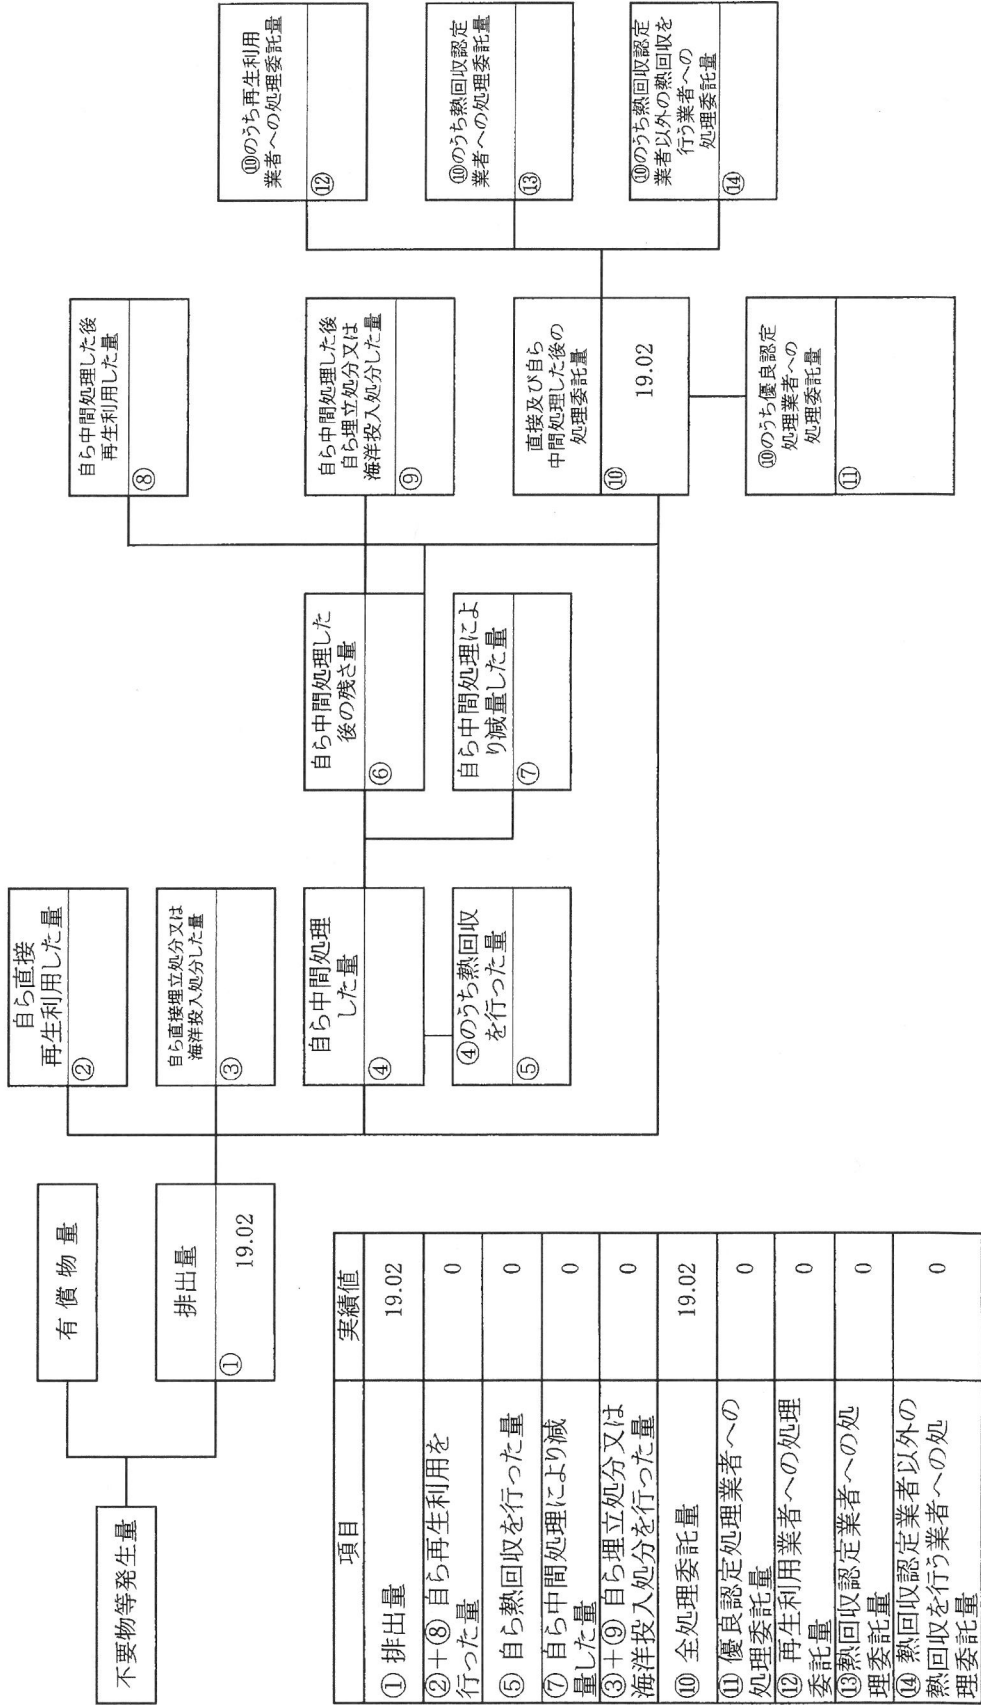 不要物等発生量
有償物量
排出量
①
19.02
自ら直接
再生利用した量
②
自ら直接埋立処分又は
海洋投入処分した量
③
自ら中間処理
した量
④
④のうち熱回収
を行った量
⑤
自ら中間処理した
後の残さ量
⑥
自ら中間処理によ
り減量した量
⑦
自ら中間処理した後
再生利用した量
⑧
自ら中間処理した後
自ら埋立処分又は
海洋投入処分した量
⑨
直接及び自ら
中間処理した後の
処理委託量
⑩
19.02
⑩のうち優良認定
処理業者への
処理委託量
⑪
⑩のうち再生利用
業者への処理委託量
⑫
⑩のうち熱回収認定
業者への処理委託量
⑬
⑩のうち熱回収認定
業者以外の熱回収を
行う業者への
処理委託量
⑭
項目 実績値
① 排出量 19.02
②+⑧ 自ら再生利用を
行った量 0
⑤ 自ら熱回収を行った量 0
⑦ 自ら中間処理により減
量した量 0
③+⑨ 自ら埋立処分又は
海洋投入処分を行った量 0
⑩ 全処理委託量 19.02
⑪ 優良認定処理業者への
処理委託量 0
⑫ 再生利用業者への処理
委託量 0
⑬熱回収認定業者への処
理委託量 0
⑭ 熱回収認定業者以外の
熱回収を行う業者への処
理委託量 0